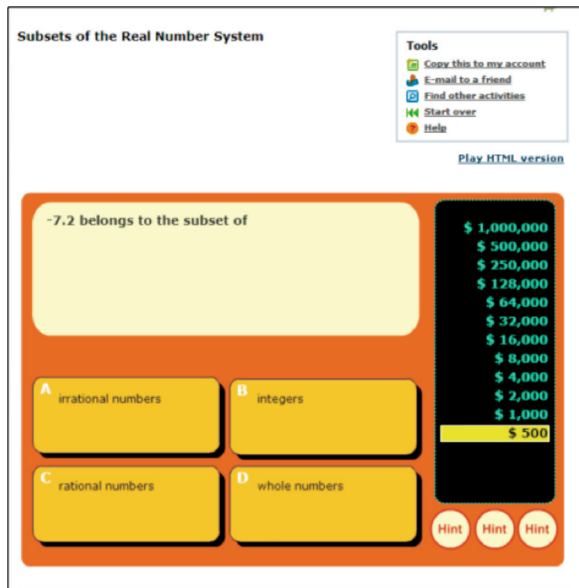 Subsets of the Real Number System
Tools
Copy this to my account
E-mail to a friend
Find other activities
Start over
? Help
Play HTML version
-7.2 belongs to the subset of
$ 1,000,000
$ 500,000
$ 250,000
$ 128,000
$ 64,000
$ 32,000
$ 16,000
$ 8,000
$ 4,000
$ 2,000
$ 1,000
$ 500
A irrational numbers
B integers
C rational numbers
D whole numbers
Hint Hint Hint